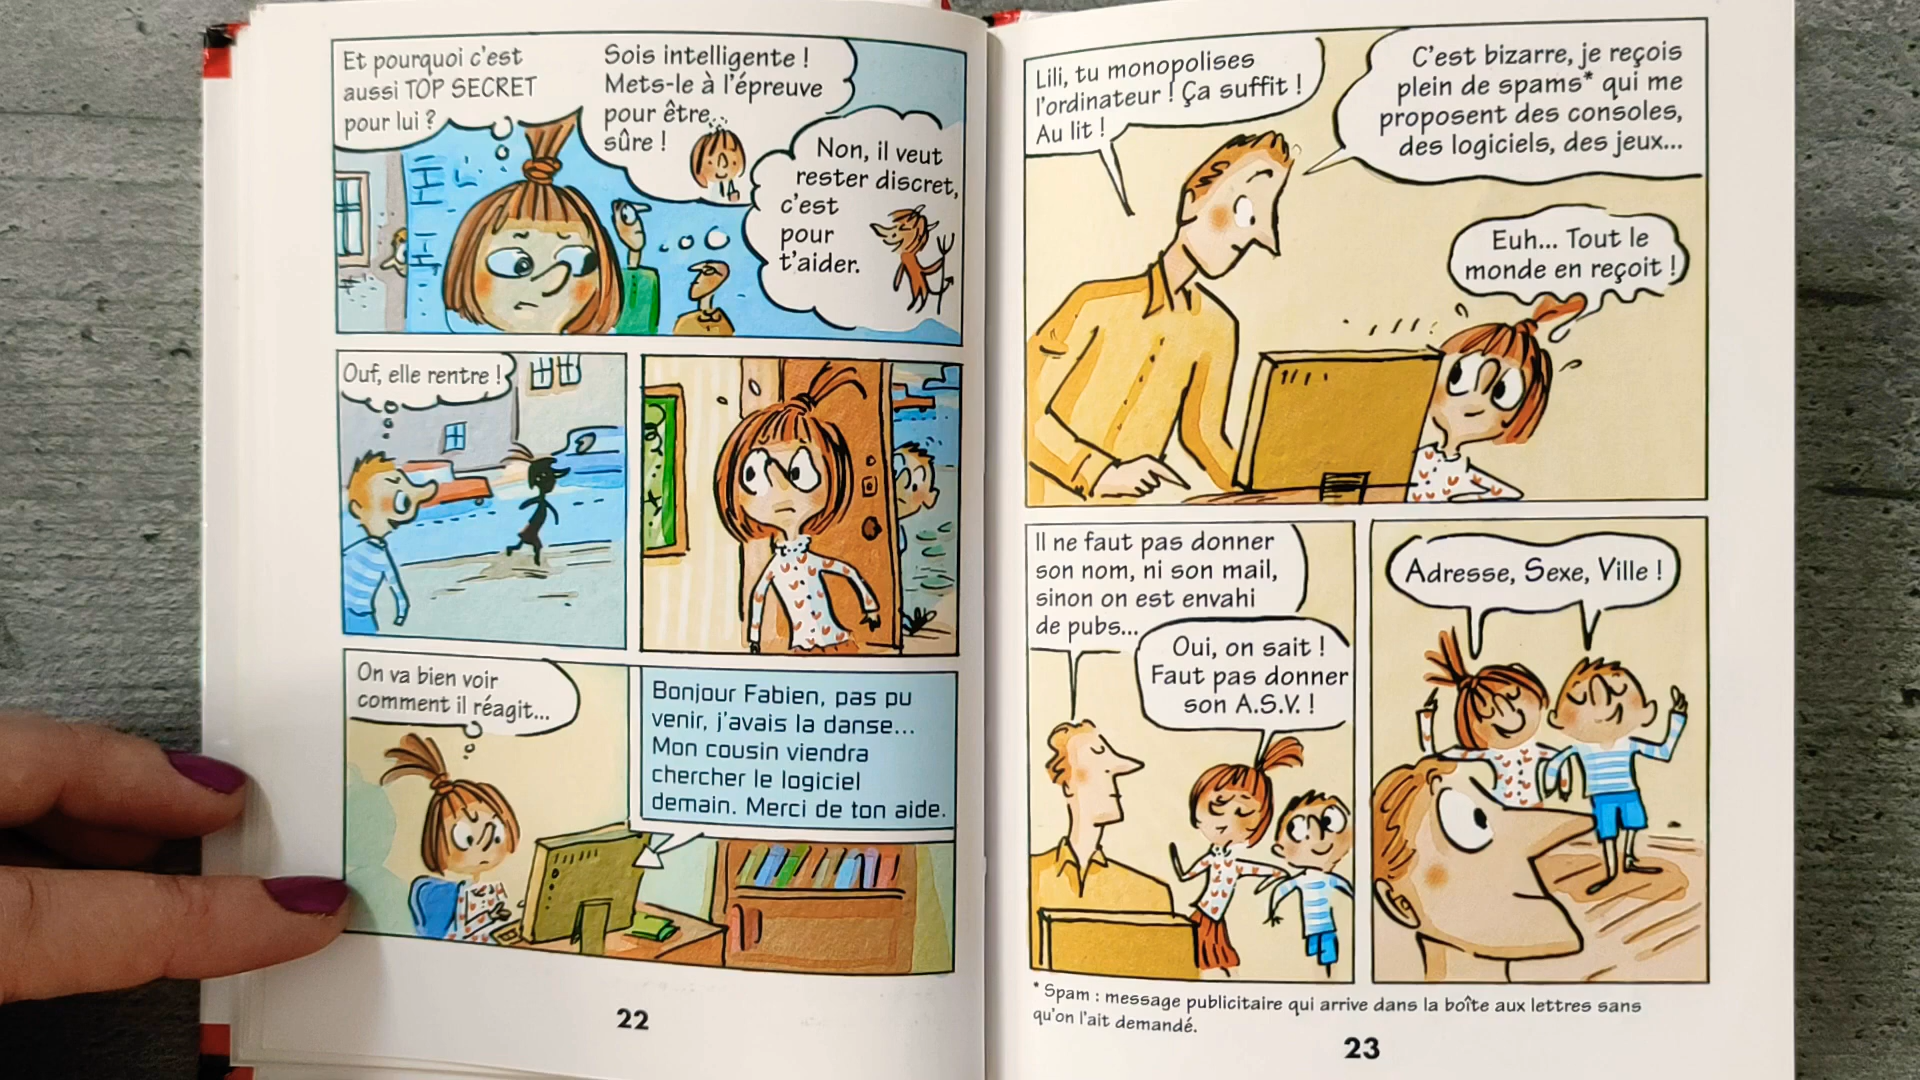 Et pourquoi c'est
aussi TOP SECRET
pour lui ?
Sois intelligente !
Mets-le à l'épreuve
pour être
sûre !
Non, il veut
rester discret,
c'est
pour
t'aider.
Ouf, elle rentre !
On va bien voir
comment il réagit...
Bonjour Fabien, pas pu
venir, j'avais la danse...
Mon cousin viendra
chercher le logiciel
demain. Merci de ton aide.
22
Lili, tu monopolises
l'ordinateur ! Ça suffit !
Au lit !
C'est bizarre, je reçois
plein de spams* qui me
proposent des consoles,
des logiciels, des jeux...
Euh... Tout le
monde en reçoit !
Il ne faut pas donner
son nom, ni son mail,
sinon on est envahi
de pubs...
Oui, on sait !
Faut pas donner
son A.S.V. !
Adresse, Sexe, Ville !
* Spam : message publicitaire qui arrive dans la boîte aux lettres sans
qu'on l'ait demandé.
23